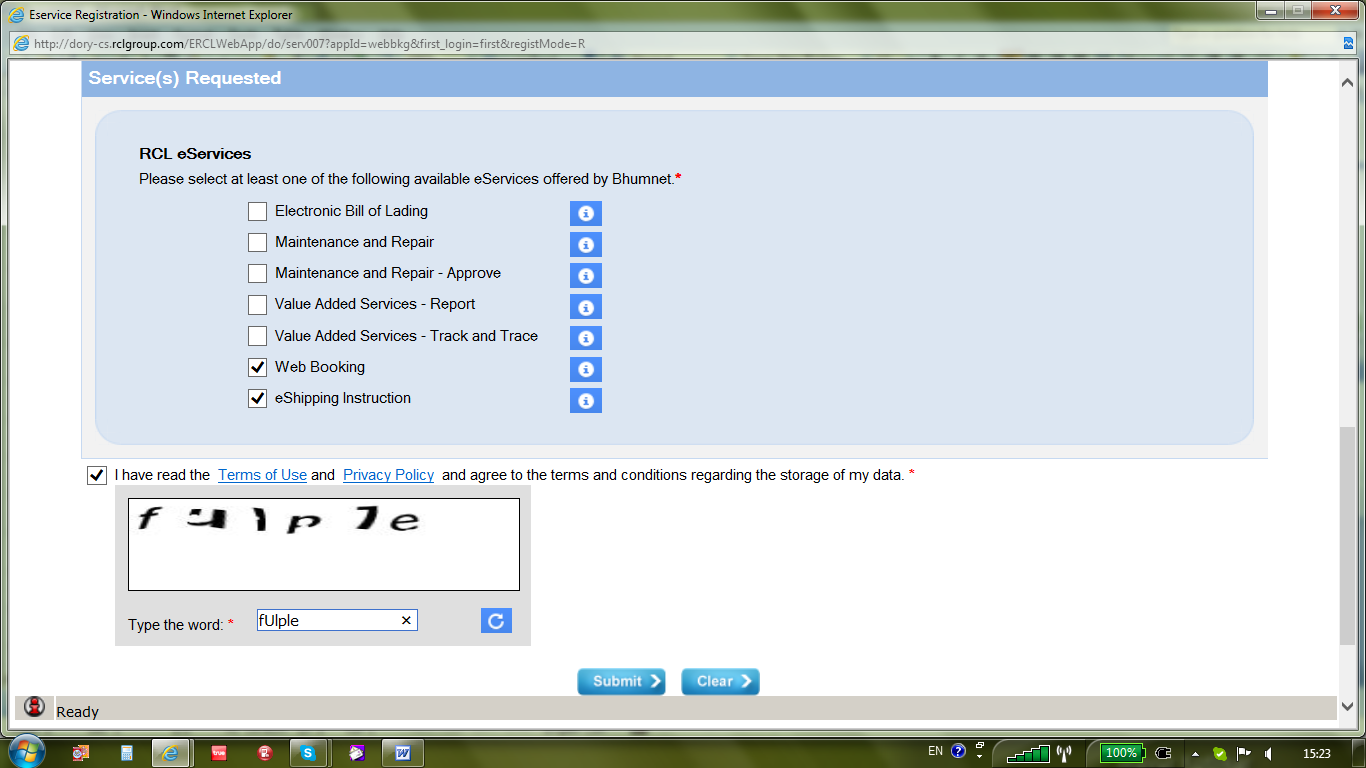 Eservice Registration - Windows Internet Explorer
http://dory-cs.rclgroup.com/ERCLWebApp/do/serv007?appId=webbkg&first_login=first&registMode=R
Service(s) Requested
RCL eServices
Please select at least one of the following available eServices offered by Bhumnet.*
Electronic Bill of Lading
Maintenance and Repair
Maintenance and Repair - Approve
Value Added Services - Report
Value Added Services - Track and Trace
Web Booking
eShipping Instruction
I have read the Terms of Use and Privacy Policy and agree to the terms and conditions regarding the storage of my data. *
Type the word: * fUlple
Submit Clear
Ready
EN 100% 15:23